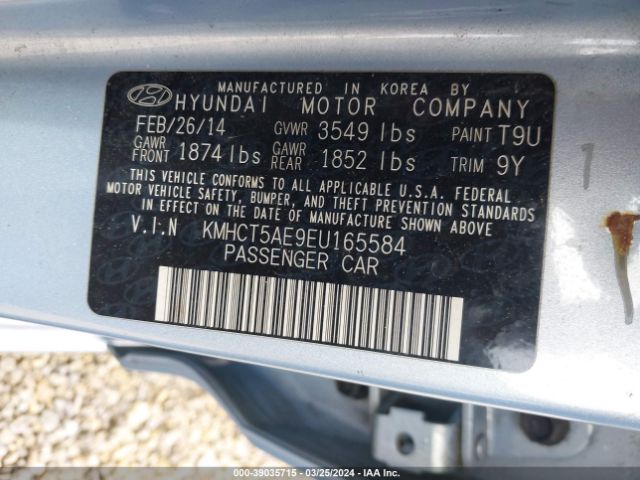 MANUFACTURED IN KOREA BY
HYUNDAI MOTOR COMPANY
FEB/26/14 GVWR 3549 lbs PAINT T9U
GAWR FRONT 1874 lbs GAWR REAR 1852 lbs TRIM 9Y
THIS VEHICLE CONFORMS TO ALL APPLICABLE U.S.A. FEDERAL
MOTOR VEHICLE SAFETY, BUMPER, AND THEFT PREVENTION STANDARDS
IN EFFECT ON THE DATE OF MANUFACTURE SHOWN ABOVE
V.I.N KMHCT5AE9EU165584
PASSENGER CAR
000-39035715 - 03/25/2024 - IAA Inc.